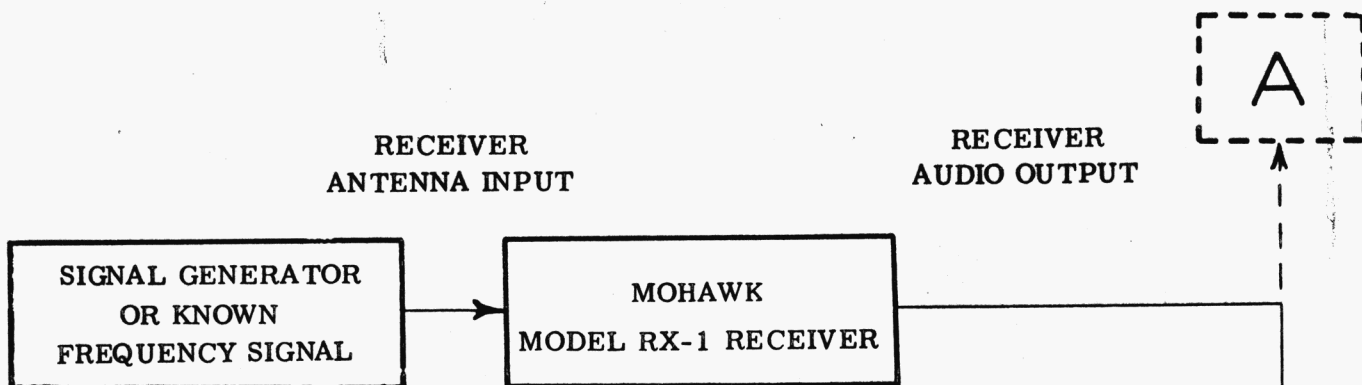 A
RECEIVER
ANTENNA INPUT
RECEIVER
AUDIO OUTPUT
SIGNAL GENERATOR
OR KNOWN
FREQUENCY SIGNAL
MOHAWK
MODEL RX-1 RECEIVER